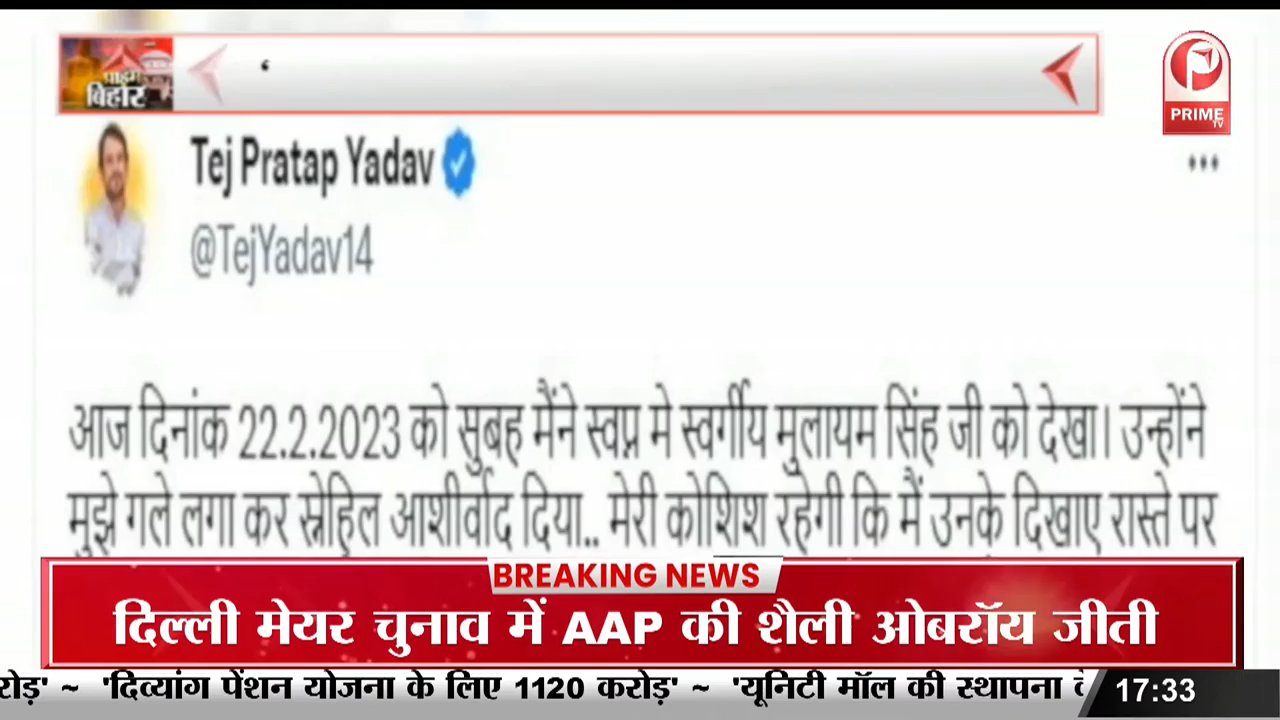 प्राइम
बिहार
‘
PRIME
TV
Tej Pratap Yadav
@TejYadav14
आज दिनांक 22.2.2023 को सुबह मैंने स्वप्न मे स्वर्गीय मुलायम सिंह जी को देखा। उन्होंने
मुझे गले लगा कर स्नेहिल आशीर्वाद दिया.. मेरी कोशिश रहेगी कि मैं उनके दिखाए रास्ते पर
BREAKING NEWS
दिल्ली मेयर चुनाव में AAP की शैली ओबरॉय जीती
रोड़' ~ 'दिव्यांग पेंशन योजना के लिए 1120 करोड़' ~ 'यूनिटी मॉल की स्थापना
17:33